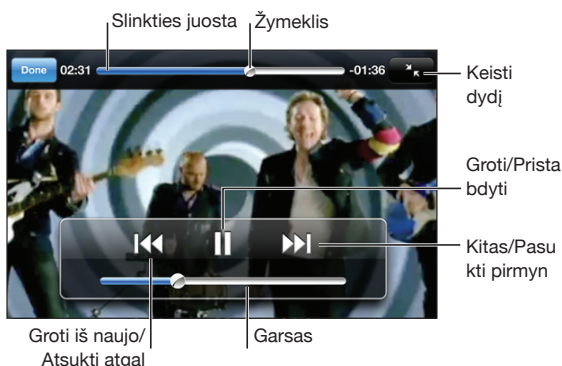 Slinkties juosta
Žymeklis
Done
02:31
-01:36
Keisti
dydį
Groti/Prista
bdyti
Kitas/Pasu
kti pirmyn
Groti iš naujo/
Atsukti atgal
Garsas